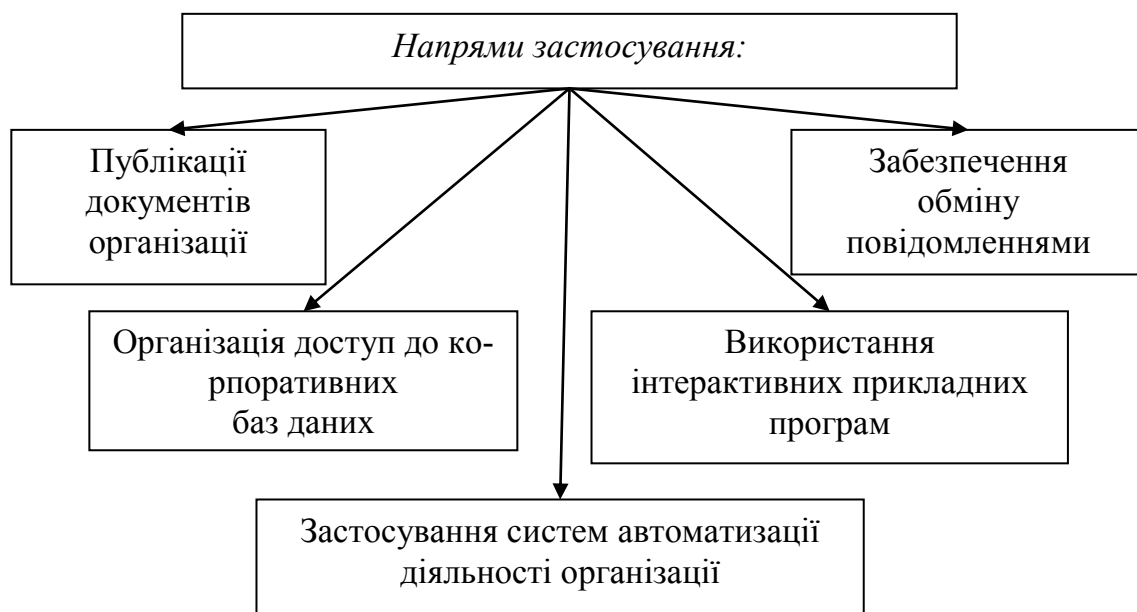 Напрями застосування:
Публікації
документів
організації
Забезпечення
обміну
повідомленнями
Організація доступ до ко-
рпоративних
баз даних
Використання
інтерактивних прикладних
програм
Застосування систем автоматизації
діяльності організації